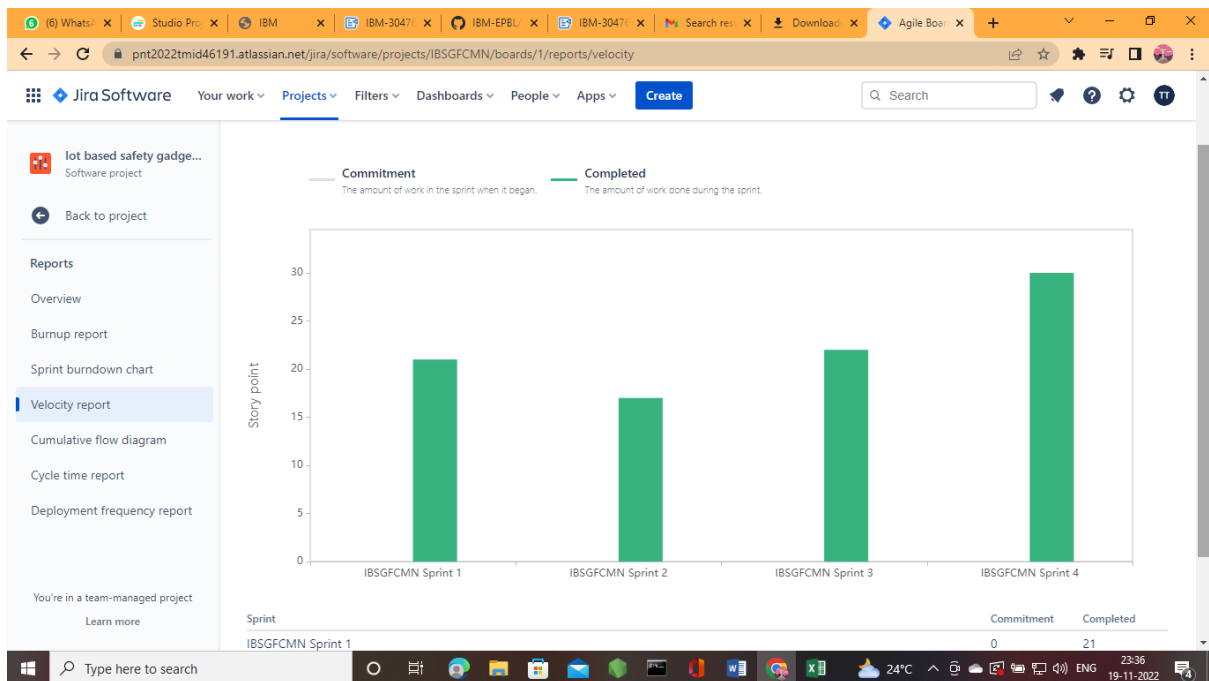 (6) WhatsA
Studio Proj
IBM
IBM-30476
IBM-EPBL/
IBM-30476
Search resu
Download
Agile Boar
pnt2022tmid46191.atlassian.net/jira/software/projects/IBSGFCMN/boards/1/reports/velocity
Jira Software
Your work
Projects
Filters
Dashboards
People
Apps
Create
Search
TT
Iot based safety gadge...
Software project
Back to project
Reports
Overview
Burnup report
Sprint burndown chart
Velocity report
Cumulative flow diagram
Cycle time report
Deployment frequency report
You're in a team-managed project
Learn more
Commitment
The amount of work in the sprint when it began.
Completed
The amount of work done during the sprint.
Story point
30
25
20
15
10
5
0
IBSGFCMN Sprint 1
IBSGFCMN Sprint 2
IBSGFCMN Sprint 3
IBSGFCMN Sprint 4
Sprint Commitment Completed
IBSGFCMN Sprint 1 0 21
Type here to search
24°C
ENG
23:36
19-11-2022
4